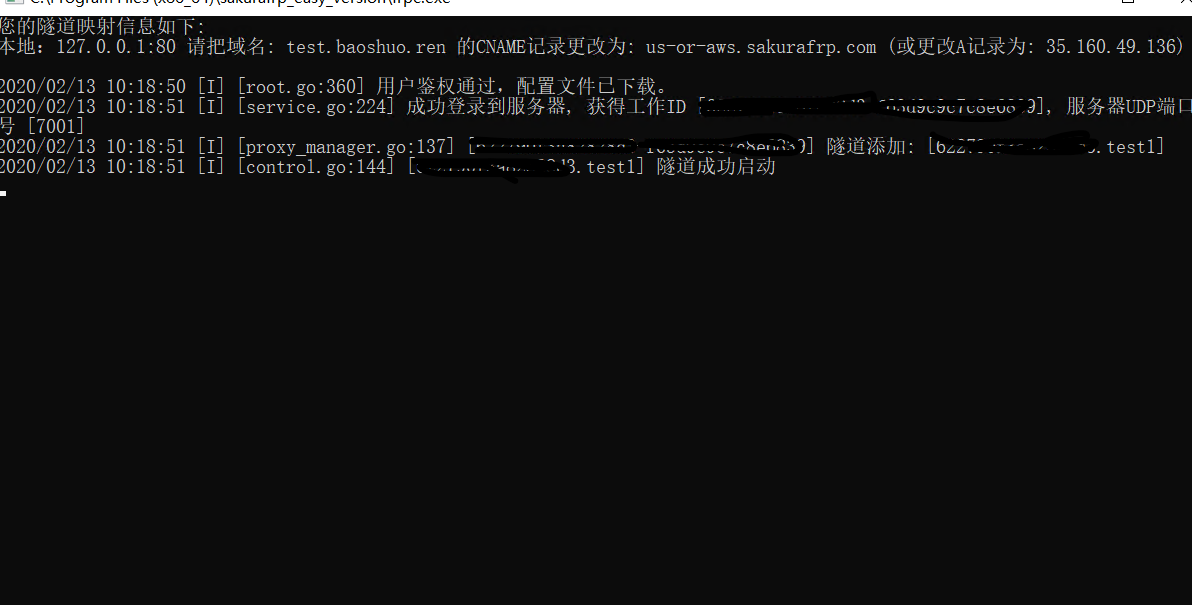 C:\Program Files (x86_64)\sakurafrp_easy_version\frpc.exe
您的隧道映射信息如下:
本地: 127.0.0.1:80 请把域名: test.baoshuo.ren 的CNAME记录更改为: us-or-aws.sakurafrp.com (或更改A记录为: 35.160.49.136)
2020/02/13 10:18:50 [I] [root.go:360] 用户鉴权通过，配置文件已下载。
2020/02/13 10:18:51 [I] [service.go:224] 成功登录到服务器, 获得工作ID [], 服务器UDP端口
号 [7001]
2020/02/13 10:18:51 [I] [proxy_manager.go:137] [] 隧道添加: [.test1]
2020/02/13 10:18:51 [I] [control.go:144] [.test1] 隧道成功启动